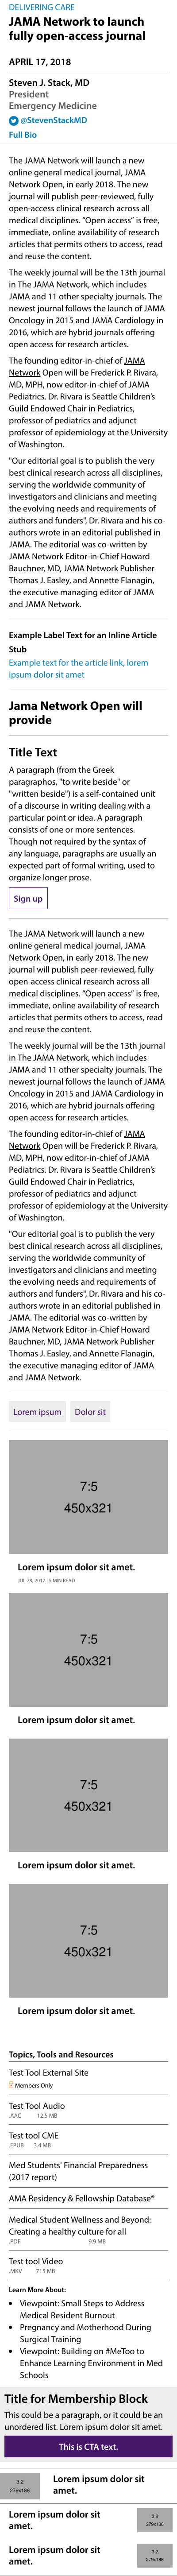 DELIVERING CARE
JAMA Network to launch
fully open-access journal
APRIL 17, 2018
Steven J. Stack, MD
President
Emergency Medicine
@StevenStackMD
Full Bio
The JAMA Network will launch a new
online general medical journal, JAMA
Network Open, in early 2018. The new
journal will publish peer-reviewed, fully
open-access clinical research across all
medical disciplines. “Open access” is free,
immediate, online availability of research
articles that permits others to access, read
and reuse the content.
The weekly journal will be the 13th journal
in The JAMA Network, which includes
JAMA and 11 other specialty journals. The
newest journal follows the launch of JAMA
Oncology in 2015 and JAMA Cardiology in
2016, which are hybrid journals offering
open access for research articles.
The founding editor-in-chief of JAMA
Network Open will be Frederick P. Rivara,
MD, MPH, now editor-in-chief of JAMA
Pediatrics. Dr. Rivara is Seattle Children’s
Guild Endowed Chair in Pediatrics,
professor of pediatrics and adjunct
professor of epidemiology at the University
of Washington.
"Our editorial goal is to publish the very
best clinical research across all disciplines,
serving the worldwide community of
investigators and clinicians and meeting
the evolving needs and requirements of
authors and funders", Dr. Rivara and his co-
authors wrote in an editorial published in
JAMA. The editorial was co-written by
JAMA Network Editor-in-Chief Howard
Bauchner, MD, JAMA Network Publisher
Thomas J. Easley, and Annette Flanagin,
the executive managing editor of JAMA
and JAMA Network.
Example Label Text for an Inline Article
Stub
Example text for the article link, lorem
ipsum dolor sit amet
Jama Network Open will
provide
Title Text
A paragraph (from the Greek
paragraphos, "to write beside" or
"written beside") is a self-contained unit
of a discourse in writing dealing with a
particular point or idea. A paragraph
consists of one or more sentences.
Though not required by the syntax of
any language, paragraphs are usually an
expected part of formal writing, used to
organize longer prose.
Sign up
The JAMA Network will launch a new
online general medical journal, JAMA
Network Open, in early 2018. The new
journal will publish peer-reviewed, fully
open-access clinical research across all
medical disciplines. “Open access” is free,
immediate, online availability of research
articles that permits others to access, read
and reuse the content.
The weekly journal will be the 13th journal
in The JAMA Network, which includes
JAMA and 11 other specialty journals. The
newest journal follows the launch of JAMA
Oncology in 2015 and JAMA Cardiology in
2016, which are hybrid journals offering
open access for research articles.
The founding editor-in-chief of JAMA
Network Open will be Frederick P. Rivara,
MD, MPH, now editor-in-chief of JAMA
Pediatrics. Dr. Rivara is Seattle Children’s
Guild Endowed Chair in Pediatrics,
professor of pediatrics and adjunct
professor of epidemiology at the University
of Washington.
"Our editorial goal is to publish the very
best clinical research across all disciplines,
serving the worldwide community of
investigators and clinicians and meeting
the evolving needs and requirements of
authors and funders", Dr. Rivara and his co-
authors wrote in an editorial published in
JAMA. The editorial was co-written by
JAMA Network Editor-in-Chief Howard
Bauchner, MD, JAMA Network Publisher
Thomas J. Easley, and Annette Flanagin,
the executive managing editor of JAMA
and JAMA Network.
Lorem ipsum Dolor sit
7:5
450x321
Lorem ipsum dolor sit amet.
JUL 28, 2017 | 5 MIN READ
7:5
450x321
Lorem ipsum dolor sit amet.
7:5
450x321
Lorem ipsum dolor sit amet.
7:5
450x321
Lorem ipsum dolor sit amet.
Topics, Tools and Resources
Test Tool External Site
Members Only
Test Tool Audio
.AAC 12.5 MB
Test tool CME
.EPUB 3.4 MB
Med Students' Financial Preparedness
(2017 report)
AMA Residency & Fellowship Database®
Medical Student Wellness and Beyond:
Creating a healthy culture for all
.PDF 9.9 MB
Test tool Video
.MKV 715 MB
Learn More About:
• Viewpoint: Small Steps to Address
Medical Resident Burnout
• Pregnancy and Motherhood During
Surgical Training
• Viewpoint: Building on #MeToo to
Enhance Learning Environment in Med
Schools
Title for Membership Block
This could be a paragraph, or it could be an
unordered list. Lorem ipsum dolor sit amet.
This is CTA text.
3:2
279x186
Lorem ipsum dolor sit
amet.
Lorem ipsum dolor sit
amet.
3:2
279x186
Lorem ipsum dolor sit
amet.
3:2
279x186